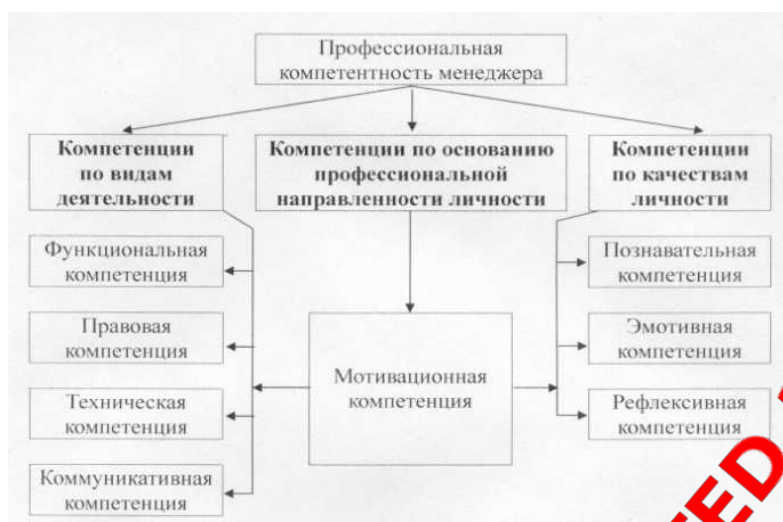 Профессиональная
компетентность менеджера
Компетенции
по видам
деятельности
Компетенции по основанию
профессиональной
направленности личности
Компетенции
по качествам
личности
Функциональная
компетенция
Правовая
компетенция
Техническая
компетенция
Коммуникативная
компетенция
Мотивационная
компетенция
Познавательная
компетенция
Эмотивная
компетенция
Рефлексивная
компетенция
TED